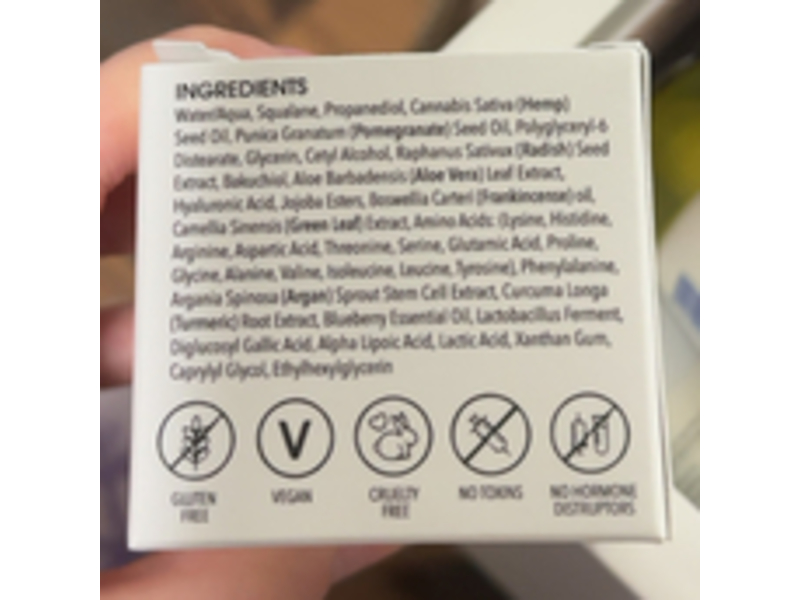 INGREDIENTS
Water/Aqua, Squalane, Propanediol, Cannabis Sativa (Hemp)
Seed Oil, Punica Granatum (Pomegranate) Seed Oil, Polyglyceryl-6
Distearate, Glycerin, Cetyl Alcohol, Raphanus Sativus (Radish) Seed
Extract, Bakuchiol, Aloe Barbadensis (Aloe Vera) Leaf Extract,
Hyaluronic Acid, Jojoba Esters, Boswellia Carteri (Frankincense) oil,
Camellia Sinensis (Green Leaf) Extract, Amino Acids: (Lysine, Histidine,
Arginine, Aspartic Acid, Threonine, Serine, Glutamic Acid, Proline,
Glycine, Alanine, Valine, Isoleucine, Leucine, Tyrosine), Phenylalanine,
Argania Spinosa (Argan) Sprout Stem Cell Extract, Curcuma Longa
(Turmeric) Root Extract, Blueberry Essential Oil, Lactobacillus Ferment,
Diglucosyl Gallic Acid, Alpha Lipoic Acid, Lactic Acid, Xanthan Gum,
Caprylyl Glycol, Ethylhexylglycerin
V
GLUTEN FREE
VEGAN
CRUELTY FREE
NO TOXINS
NO HORMONE DISTRUPTORS